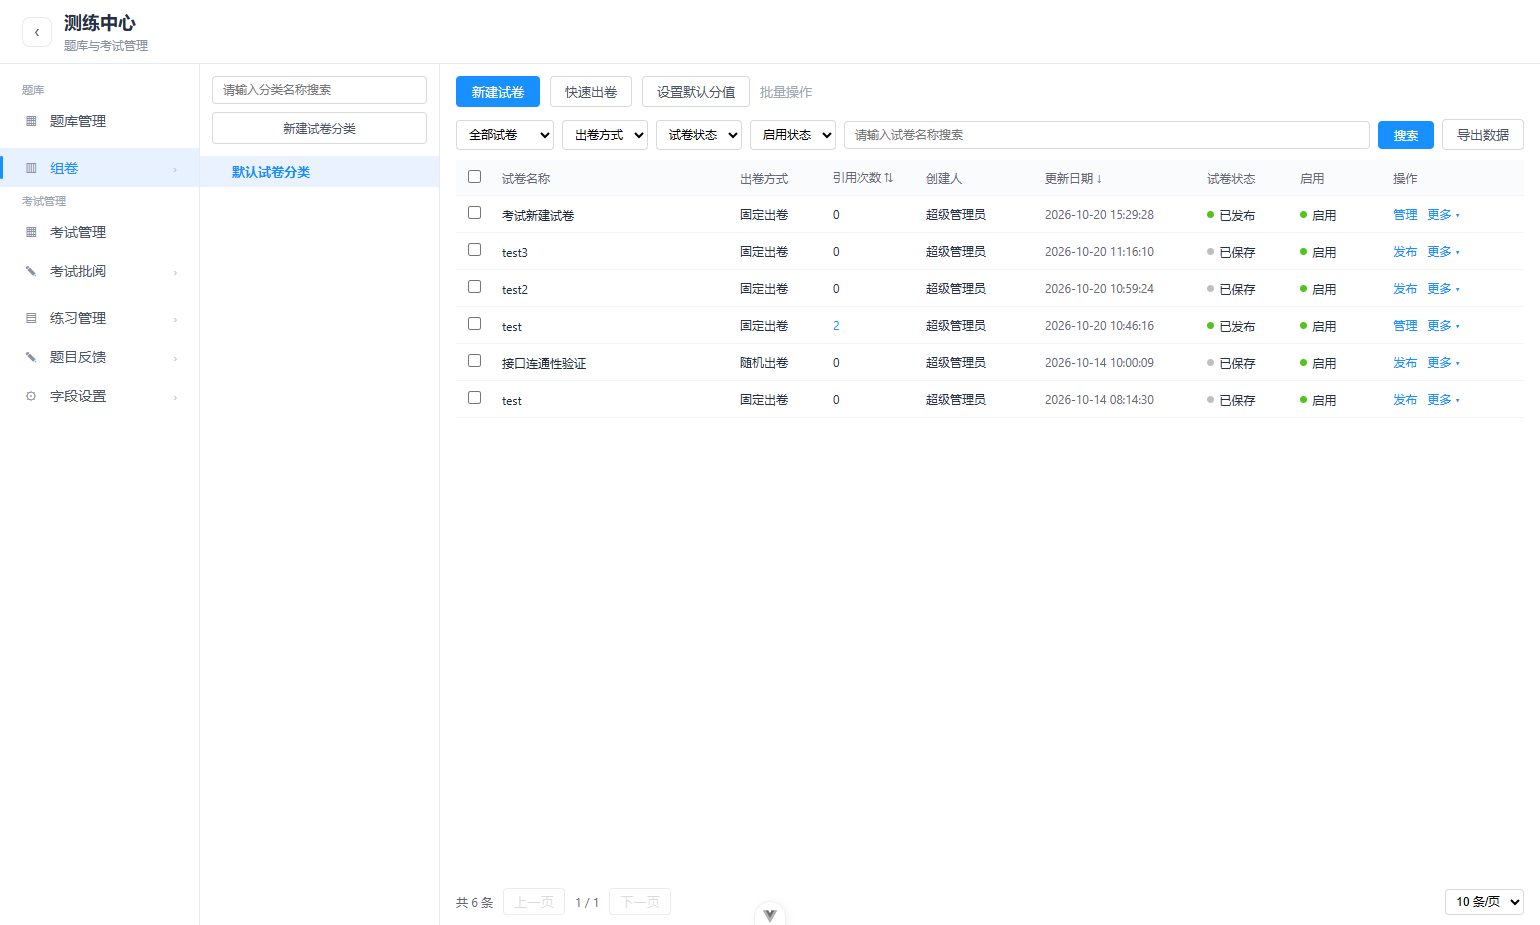 测练中心
题库与考试管理
题库
题库管理
组卷
考试管理
考试管理
考试批阅
练习管理
题目反馈
字段设置
请输入分类名称搜索
新建试卷分类
默认试卷分类
新建试卷 快速出卷 设置默认分值 批量操作
全部试卷 出卷方式 试卷状态 启用状态 请输入试卷名称搜索 搜索 导出数据
试卷名称 出卷方式 引用次数⇅ 创建人 更新日期↓ 试卷状态 启用 操作
考试新建试卷 固定出卷 0 超级管理员 2026-10-20 15:29:28 已发布 启用 管理 更多
test3 固定出卷 0 超级管理员 2026-10-20 11:16:10 已保存 启用 发布 更多
test2 固定出卷 0 超级管理员 2026-10-20 10:59:24 已保存 启用 发布 更多
test 固定出卷 2 超级管理员 2026-10-20 10:46:16 已发布 启用 管理 更多
接口连通性验证 随机出卷 0 超级管理员 2026-10-14 10:00:09 已保存 启用 发布 更多
test 固定出卷 0 超级管理员 2026-10-14 08:14:30 已保存 启用 发布 更多
共 6 条 上一页 1 / 1 下一页 10 条/页